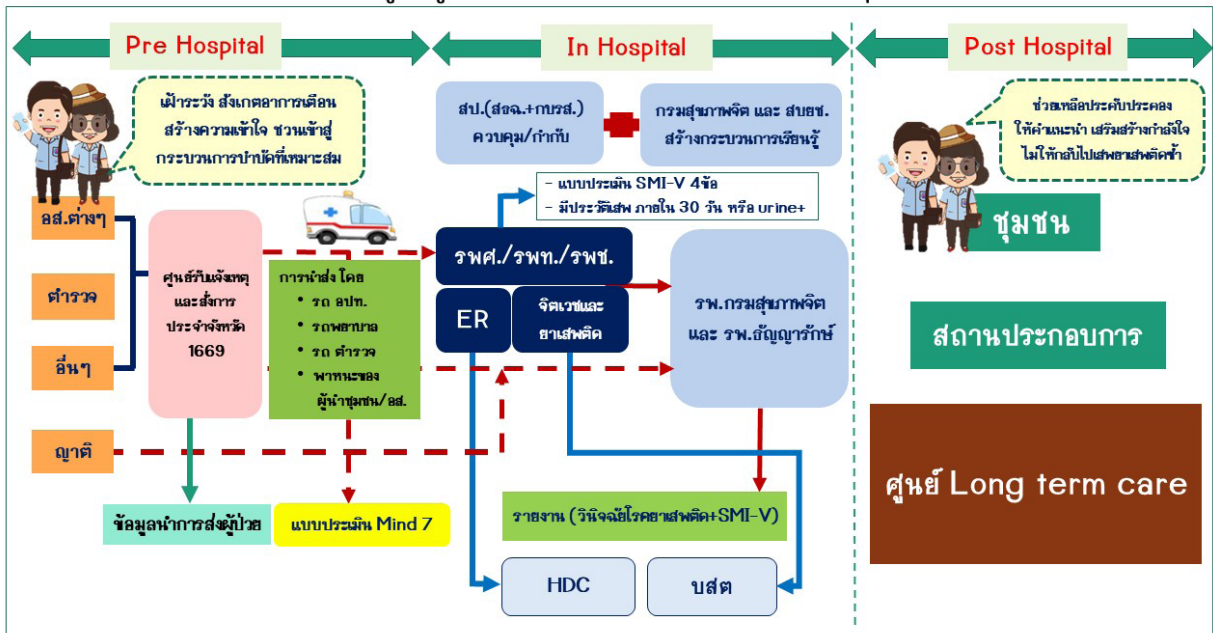 Pre Hospital
In Hospital
Post Hospital
เฝ้าระวัง สังเกตอาการเตือน
สร้างความเข้าใจ ชวนเข้าสู่
กระบวนการบำบัดที่เหมาะสม
สป.(สจฉ.+กบรส.)
ควบคุม/กำกับ
กรมสุขภาพจิต และ สบยช.
สร้างกระบวนการเรียนรู้
ช่วยเหลือประคับประคอง
ให้คำแนะนำ เสริมสร้างกำลังใจ
ไม่ให้กลับไปเสพยาเสพติดซ้ำ
- แบบประเมิน SMI-V 4ข้อ
- มีประวัติเสพ ภายใน 30 วัน หรือ urine+
อส.ต่างๆ
ตำรวจ
อื่นๆ
ญาติ
ศูนย์รับแจ้งเหตุ
และสั่งการ
ประจำจังหวัด
1669
การนำส่ง โดย
• รถ อปท.
• รถพยาบาล
• รถ ตำรวจ
• พาหนะของ
ผู้นำชุมชน/อส.
รพศ./รพท./รพช.
ER
จิตเวชและ
ยาเสพติด
รพ.กรมสุขภาพจิต
และ รพ.ธัญญารักษ์
ชุมชน
สถานประกอบการ
ศูนย์ Long term care
ข้อมูลนำการส่งผู้ป่วย
แบบประเมิน Mind 7
รายงาน (วินิจฉัยโรคยาเสพติด+SMI-V)
HDC
บสต